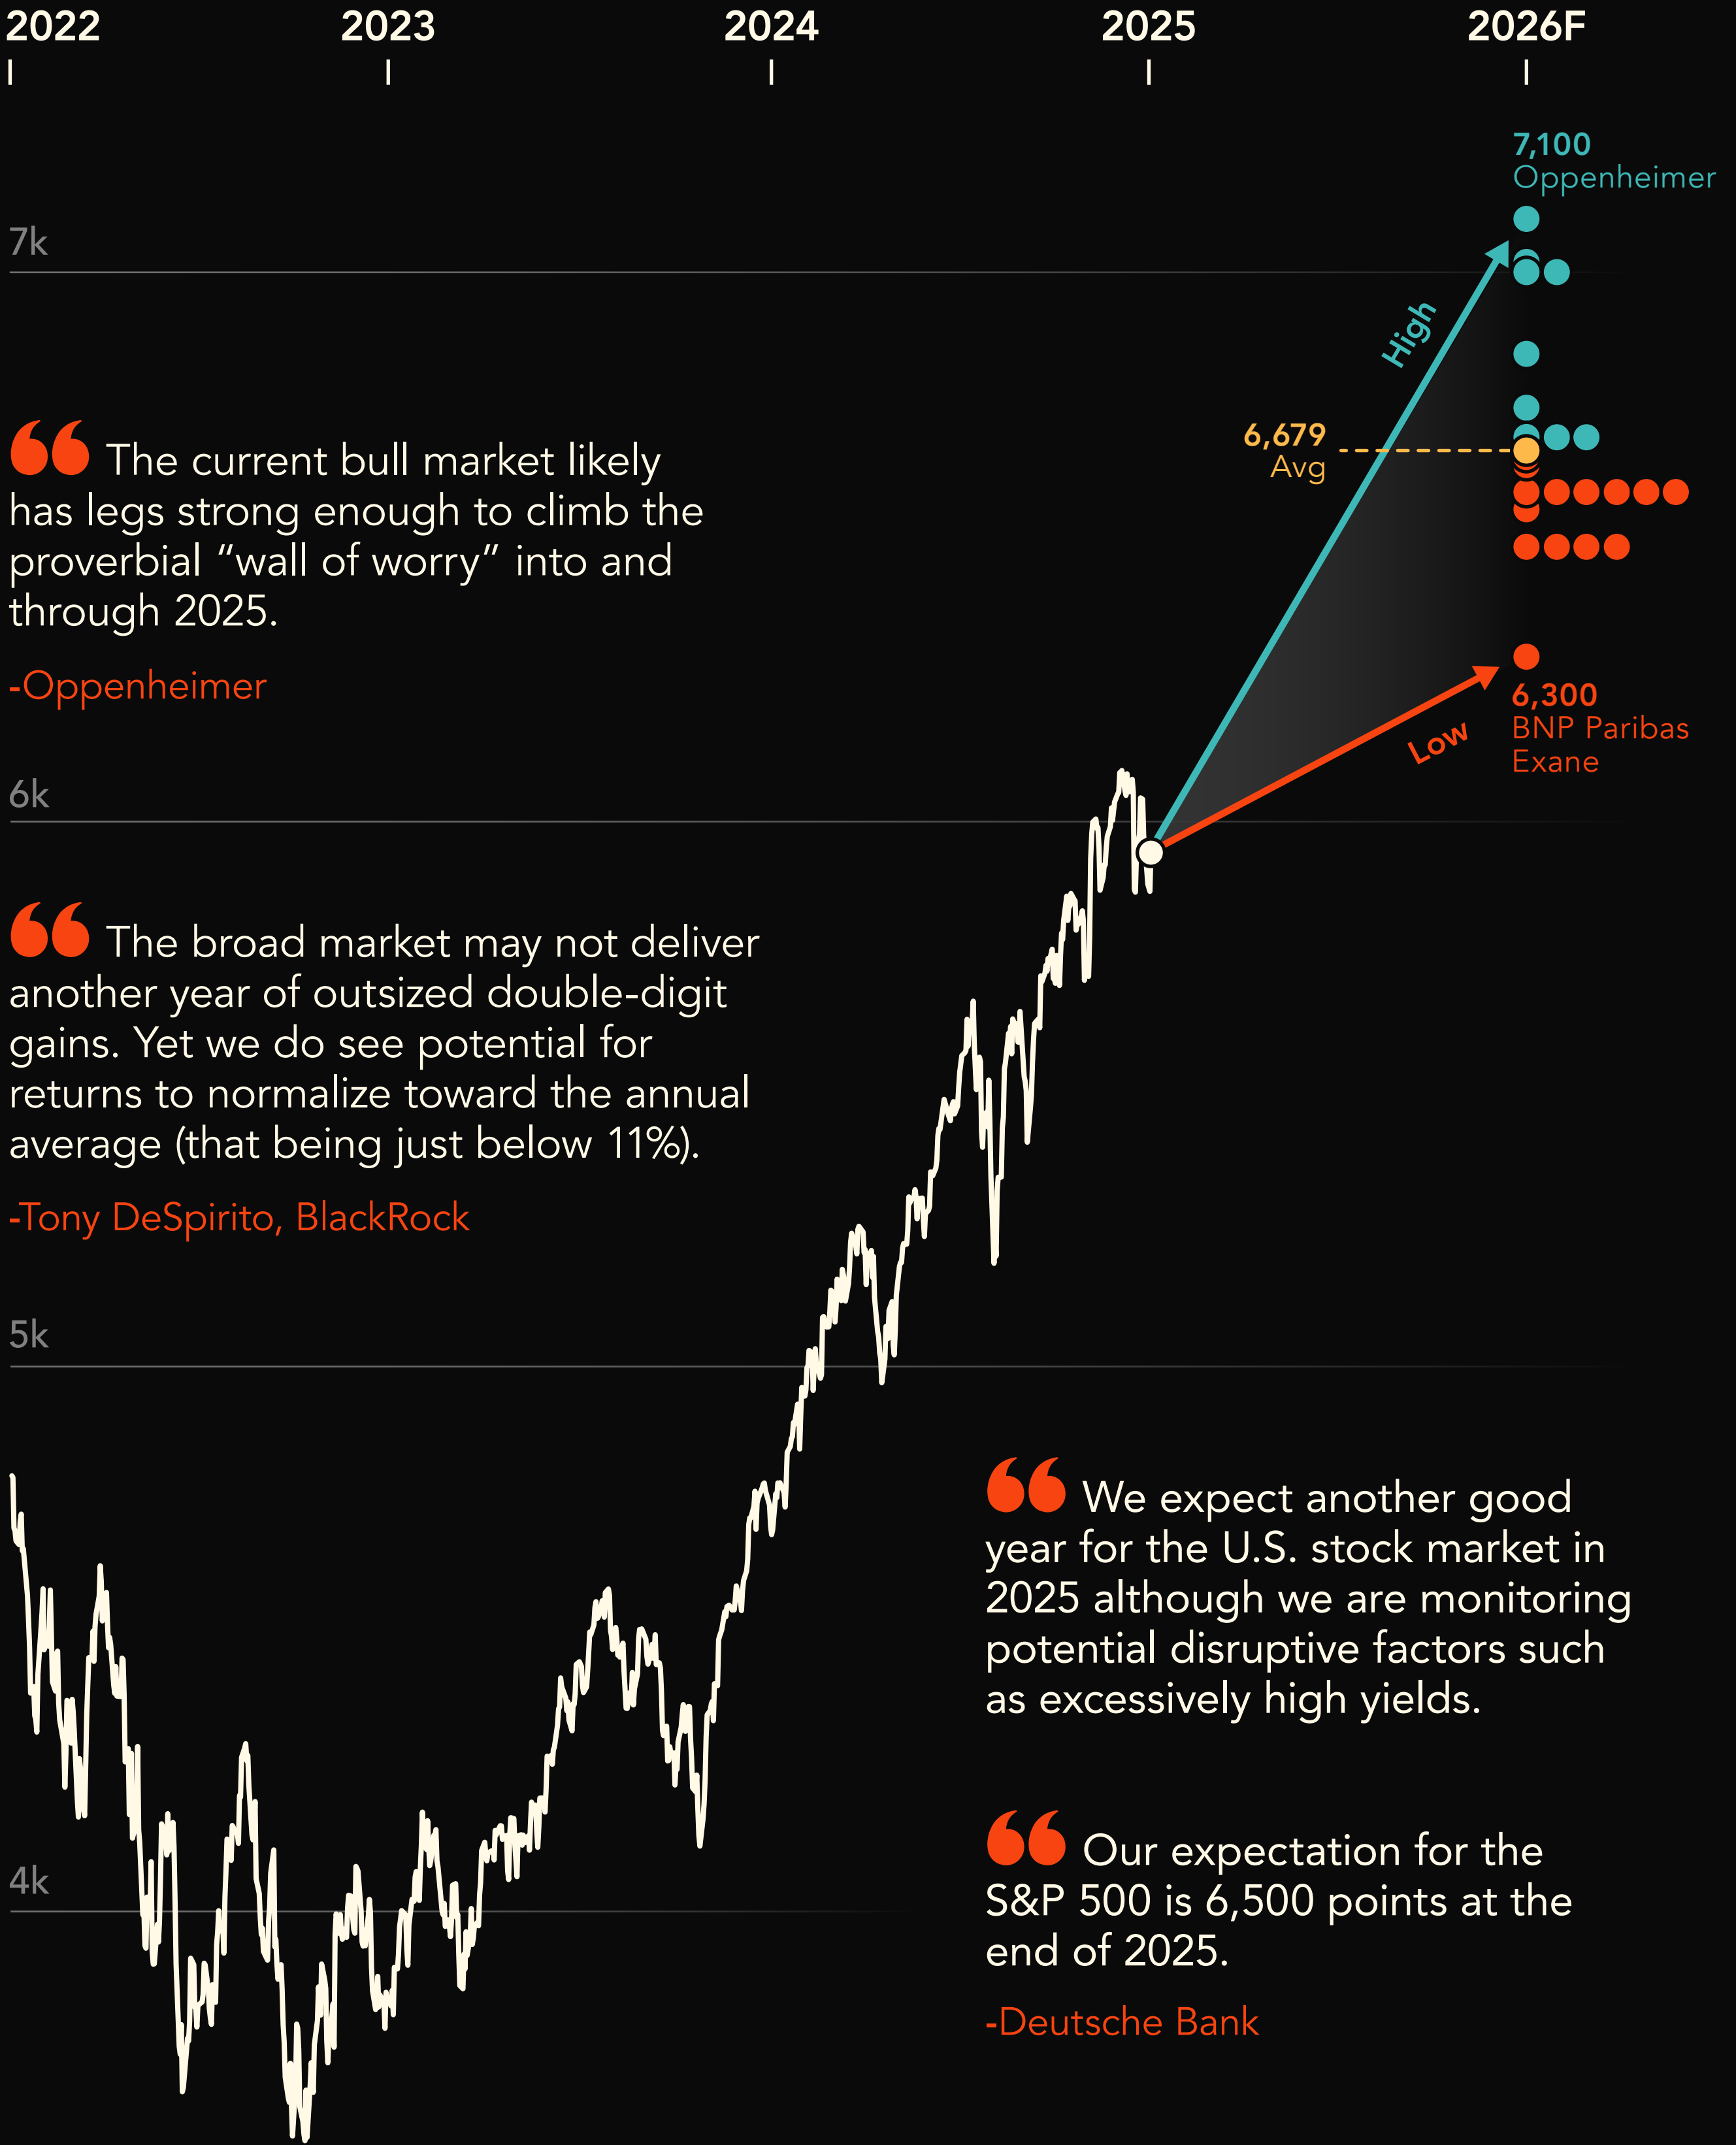 2022
2023
2024
2025
2026F
7,100
Oppenheimer
7k
High
6,679
Avg
“ The current bull market likely
has legs strong enough to climb the
proverbial “wall of worry” into and
through 2025.
-Oppenheimer
6,300
BNP Paribas
Exane
Low
6k
“ The broad market may not deliver
another year of outsized double-digit
gains. Yet we do see potential for
returns to normalize toward the annual
average (that being just below 11%).
-Tony DeSpirito, BlackRock
5k
“ We expect another good
year for the U.S. stock market in
2025 although we are monitoring
potential disruptive factors such
as excessively high yields.
“ Our expectation for the
S&P 500 is 6,500 points at the
end of 2025.
-Deutsche Bank
4k